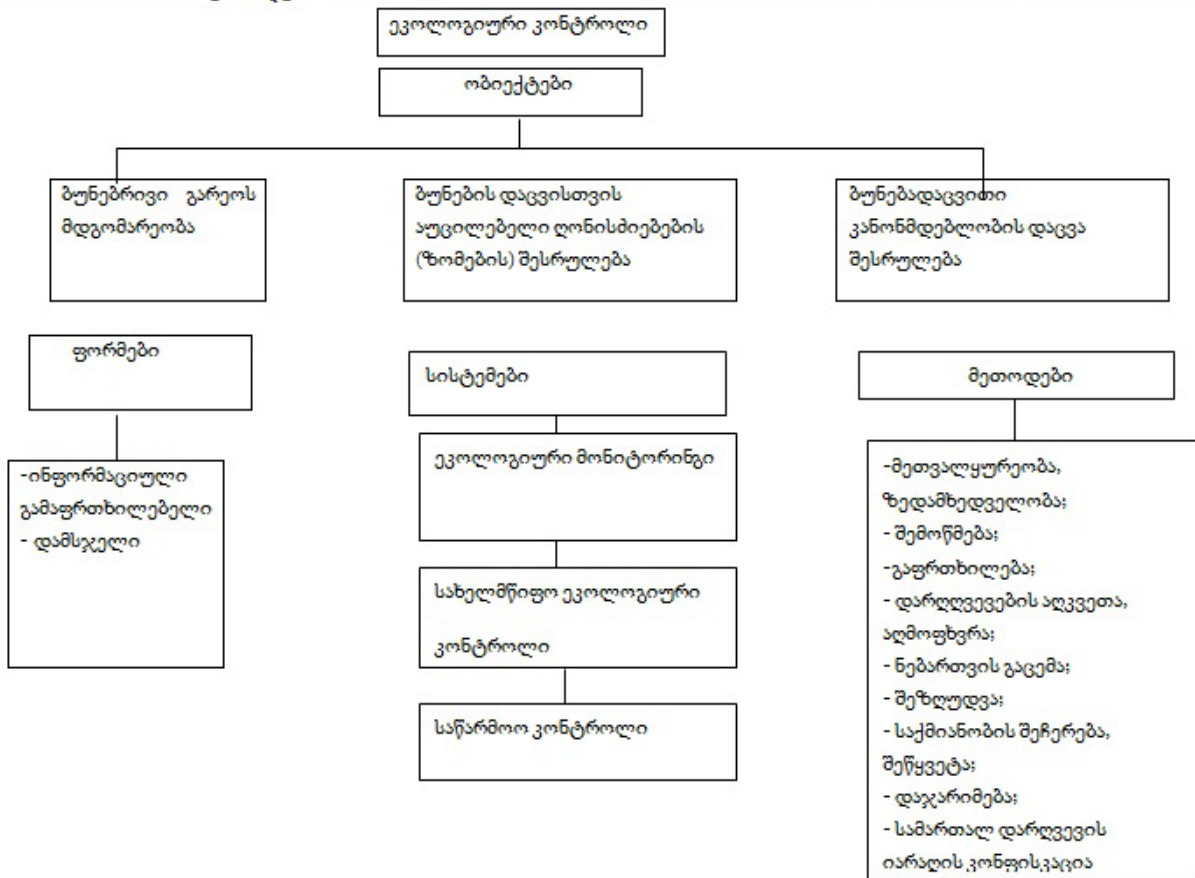 ეკოლოგიური კონტროლი
ობიექტები
ბუნებრივი გარეოს
მდგომარეობა
ბუნების დაცვისთვის
აუცილებელი ღონისძიებების
(ზომების) შესრულება
ბუნებადაცვითი
კანონმდებლობის დაცვა
შესრულება
ფორმები
-ინფორმაციული
გამაფრთხილებელი
- დამსჯელი
სისტემები
ეკოლოგიური მონიტორინგი
სახელმწიფო ეკოლოგიური
კონტროლი
საწარმოო კონტროლი
მეთოდები
-მეთვალყურეობა,
ზედამხედველობა;
- შემოწმება;
-გაფრთხილება;
- დარღღვევების აღკვეთა,
აღმოფხვრა;
- ნებართვის გაცემა;
- შეზღუდვა;
- საქმიანობის შეჩერება,
შეწყვეტა;
- დაჯარიმება;
- სამართალ დარღვევის
იარაღის კონფისკაცია